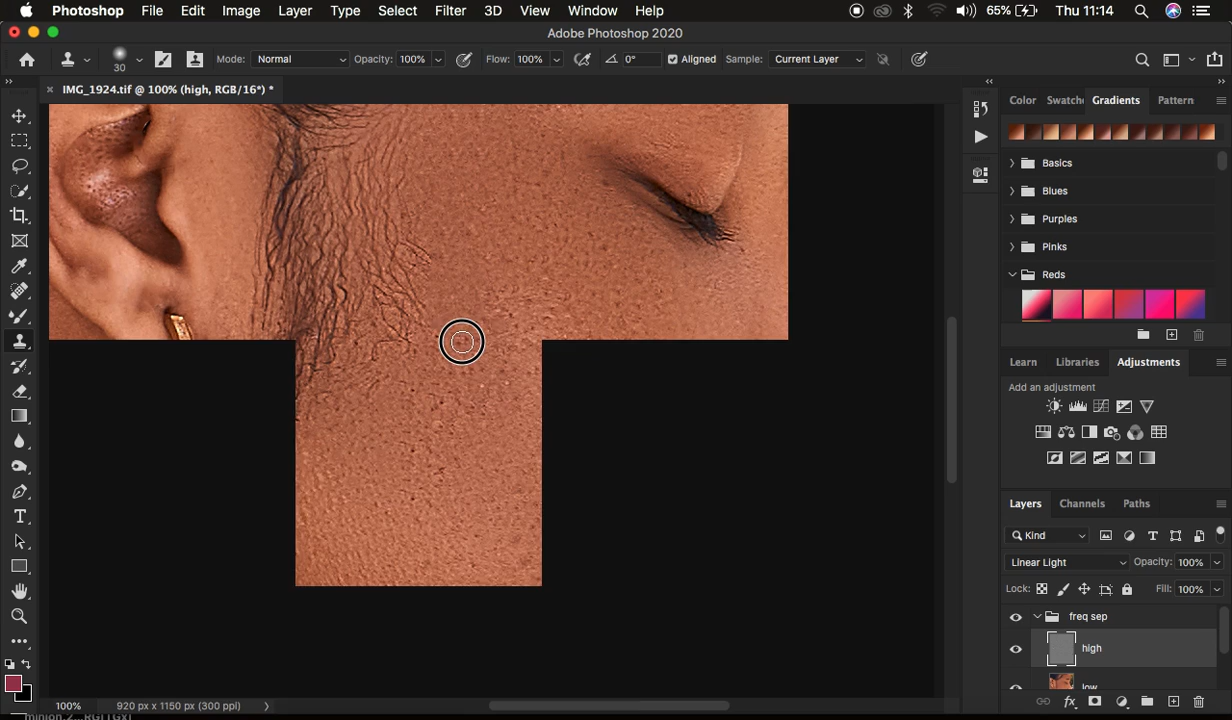 Photoshop File Edit Image Layer Type Select Filter 3D View Window Help 65% Thu 11:14
Adobe Photoshop 2020
30 Mode: Normal Opacity: 100% Flow: 100% 0° Aligned Sample: Current Layer
IMG_1924.tif @ 100% (high, RGB/16*) *
Color Swatche Gradients Pattern
Basics
Blues
Purples
Pinks
Reds
Learn Libraries Adjustments
Add an adjustment
Layers Channels Paths
Kind
Linear Light Opacity: 100%
Lock: Fill: 100%
freq sep
high
low
100% 920 px x 1150 px (300 ppi)